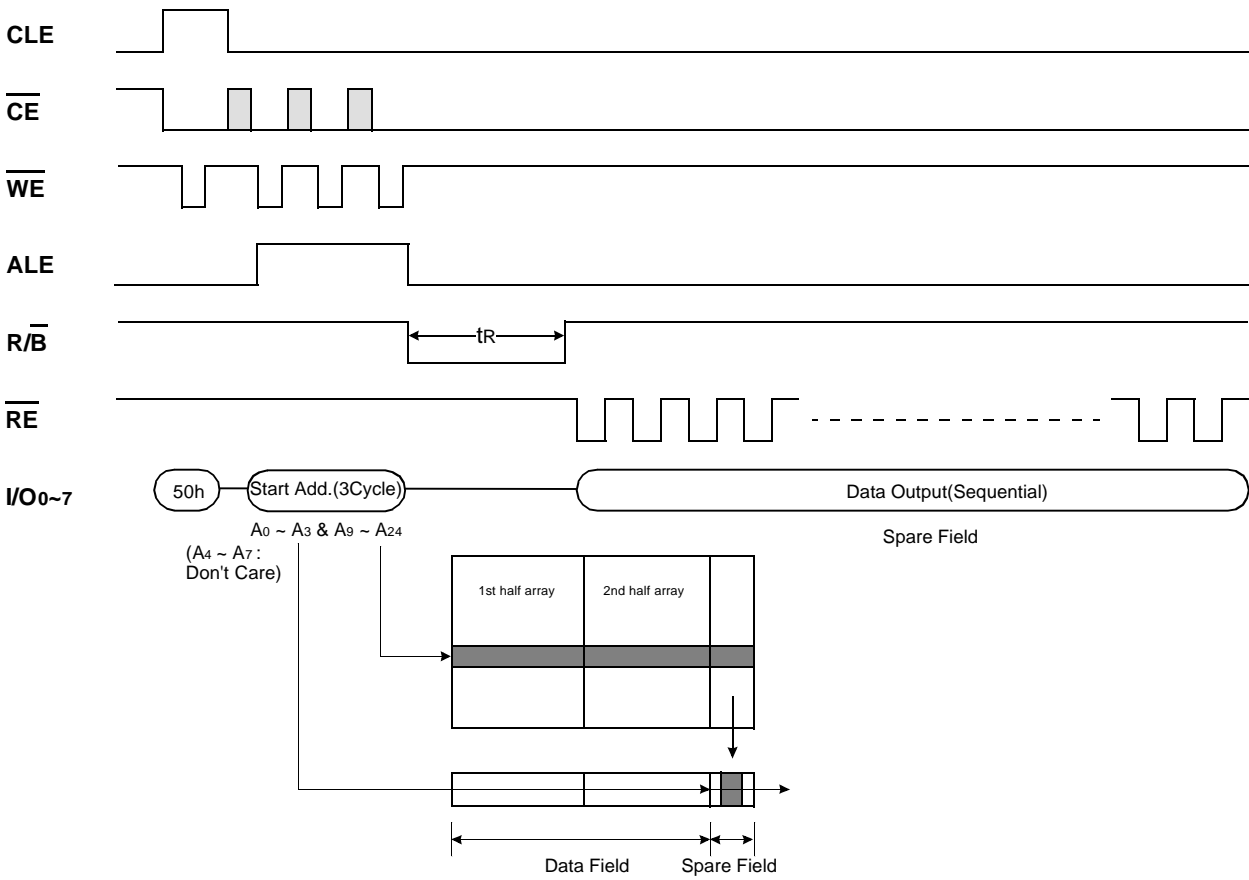 CLE
CE
WE
ALE
R/B
tR
RE
I/O0~7
50h
Start Add.(3Cycle)
Data Output(Sequential)
A0 ~ A3 & A9 ~ A24
Spare Field
(A4 ~ A7 :
Don't Care)
1st half array
2nd half array
Data Field
Spare Field